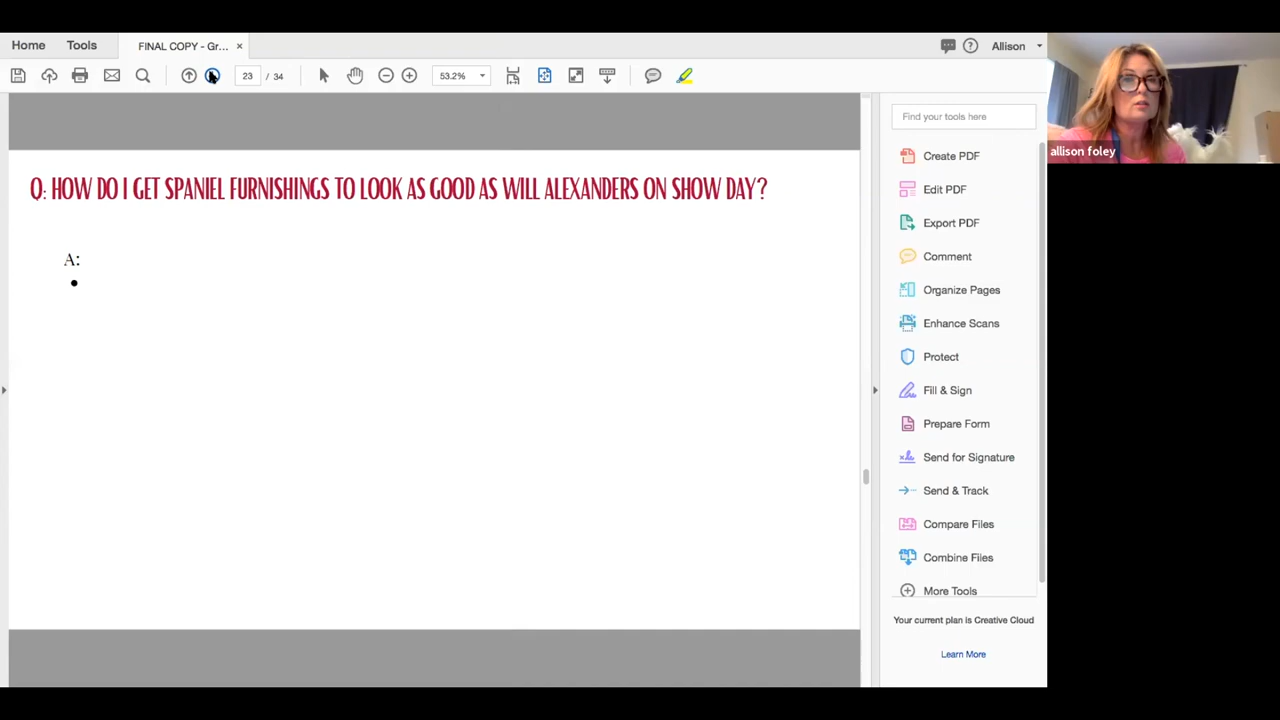 Home
Tools
FINAL COPY - Gr... ×
Allison
23 / 34
53.2%
Find your tools here
Create PDF
Edit PDF
Export PDF
Comment
Organize Pages
Enhance Scans
Protect
Fill & Sign
Prepare Form
Send for Signature
Send & Track
Compare Files
Combine Files
More Tools
Your current plan is Creative Cloud
Learn More
Q: HOW DO I GET SPANIEL FURNISHINGS TO LOOK AS GOOD AS WILL ALEXANDERS ON SHOW DAY?
A:
•
allison foley